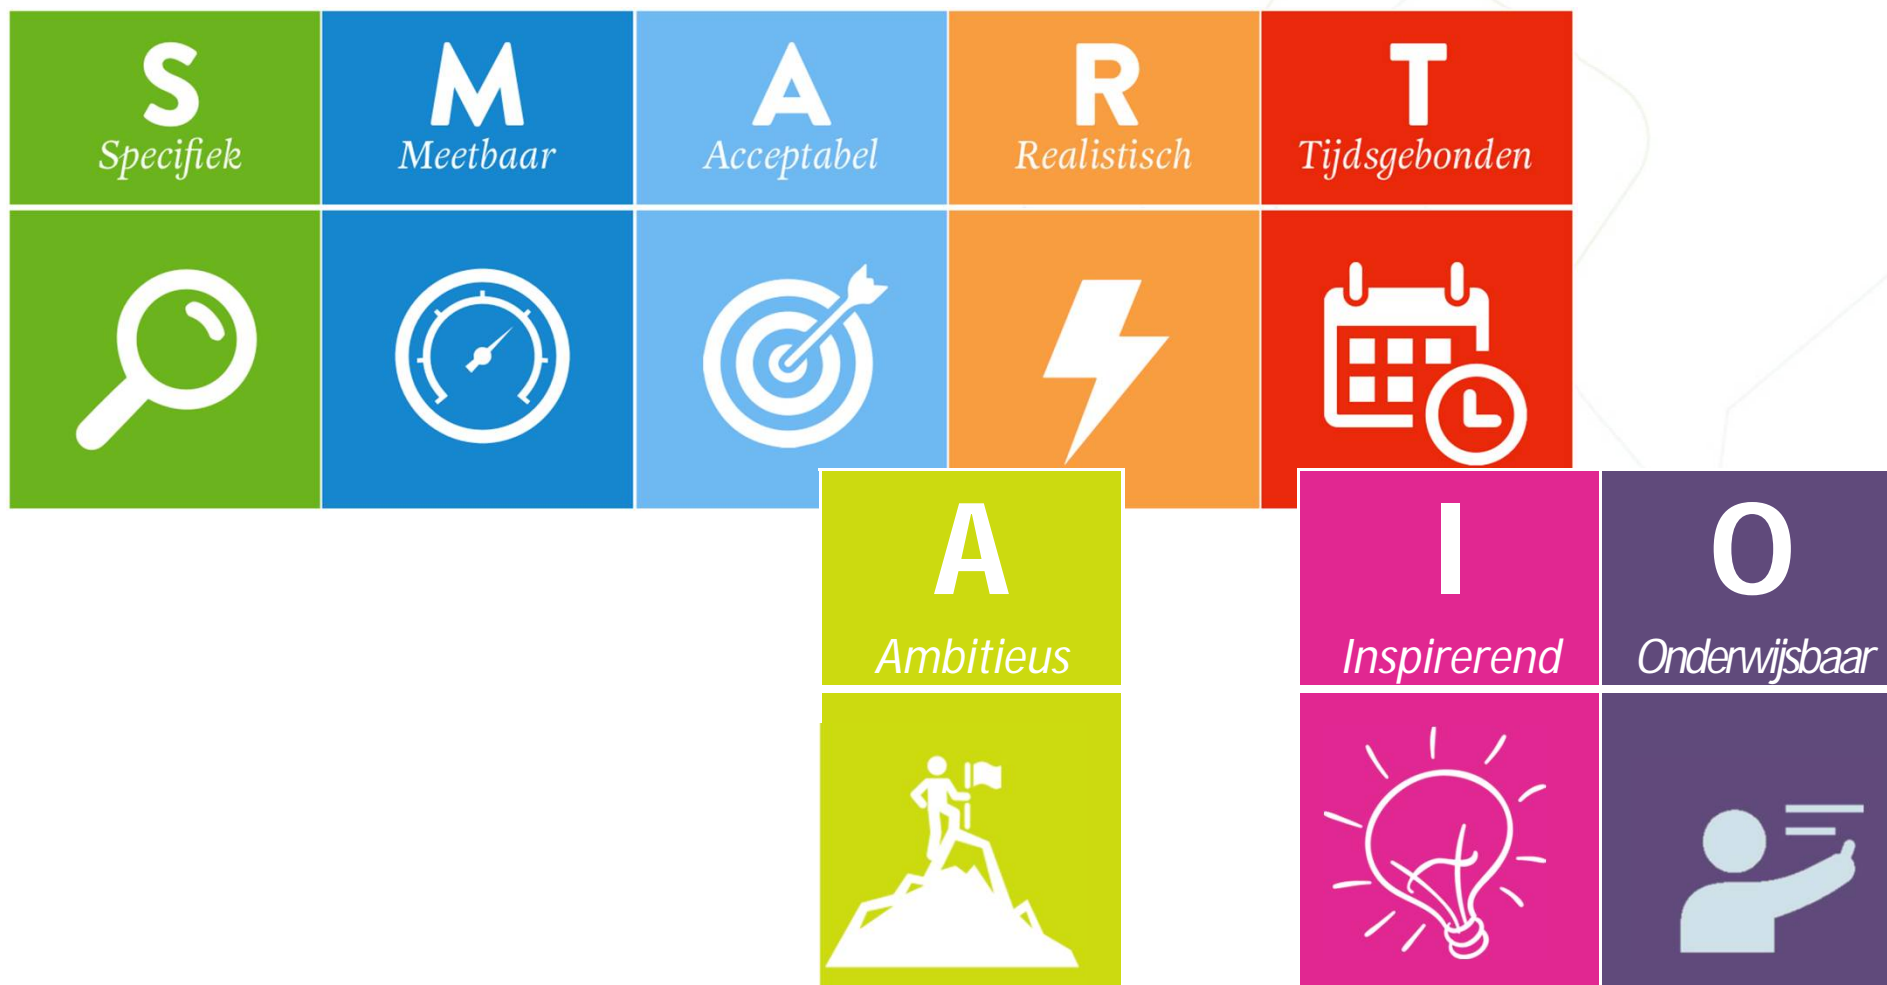 S
Specifiek
M
Meetbaar
A
Acceptabel
R
Realistisch
T
Tijdsgebonden
A
Ambitieus
I
Inspirerend
O
Onderwijsbaar